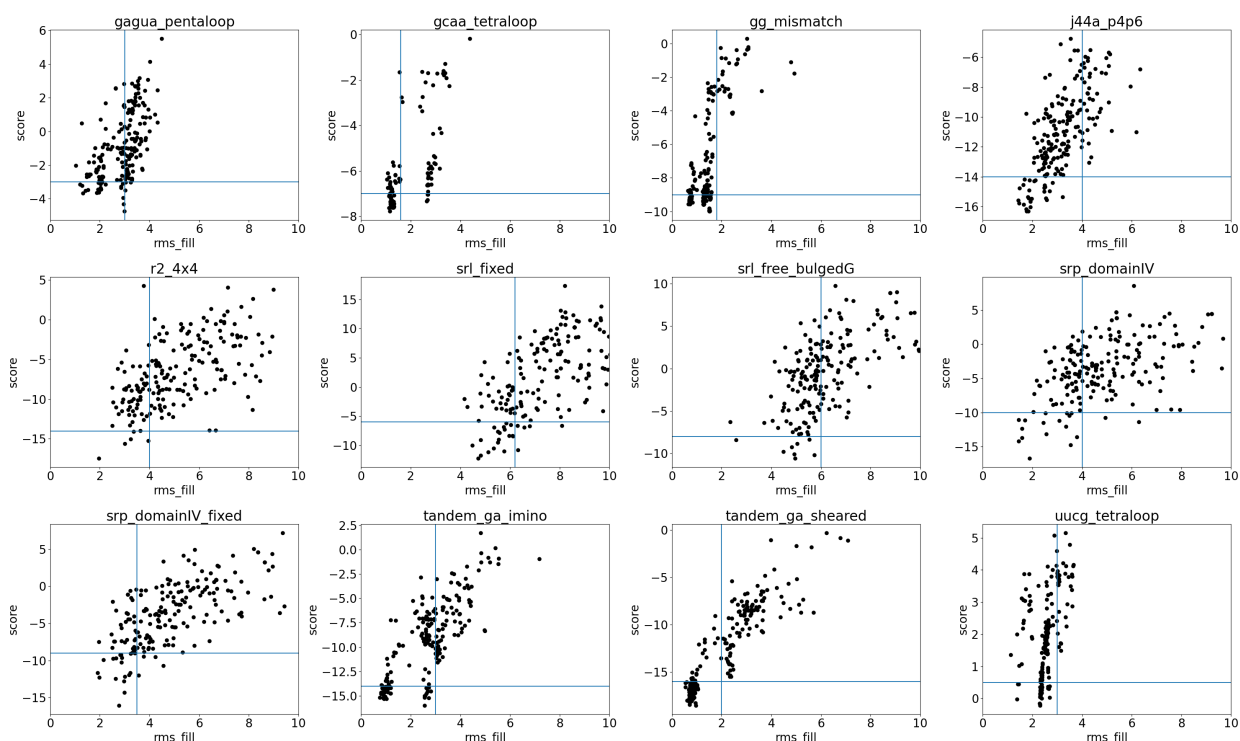 gagua_pentaloop gcaa_tetraloop gg_mismatch j44a_p4p6
score 6 4 2 0 −2 −4
0 2 4 6 8 10
rms_fill
score 0 −2 −4 −6 −8
0 2 4 6 8 10
rms_fill
score 0 −2 −4 −6 −8 −10
0 2 4 6 8 10
rms_fill
score −6 −8 −10 −12 −14 −16
0 2 4 6 8 10
rms_fill
r2_4x4 srl_fixed srl_free_bulgedG srp_domainIV
score 5 0 −5 −10 −15
0 2 4 6 8 10
rms_fill
score 15 10 5 0 −5 −10
0 2 4 6 8 10
rms_fill
score 10 5 0 −5 −10
0 2 4 6 8 10
rms_fill
score 5 0 −5 −10 −15
0 2 4 6 8 10
rms_fill
srp_domainIV_fixed tandem_ga_imino tandem_ga_sheared uucg_tetraloop
score 5 0 −5 −10 −15
0 2 4 6 8 10
rms_fill
score 2.5 0.0 −2.5 −5.0 −7.5 −10.0 −12.5 −15.0
0 2 4 6 8 10
rms_fill
score 0 −5 −10 −15
0 2 4 6 8 10
rms_fill
score 5 4 3 2 1 0
0 2 4 6 8 10
rms_fill